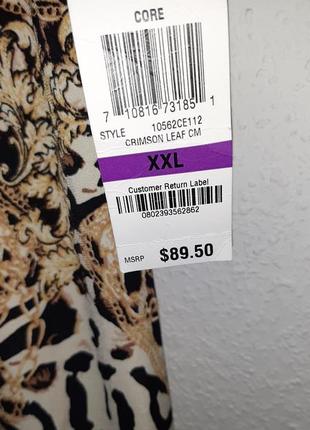 CORE
7 10816 73185 1
STYLE 10562CE112
CRIMSON LEAF CM
XXL
Customer Return Label
0802393562862
MSRP $89.50